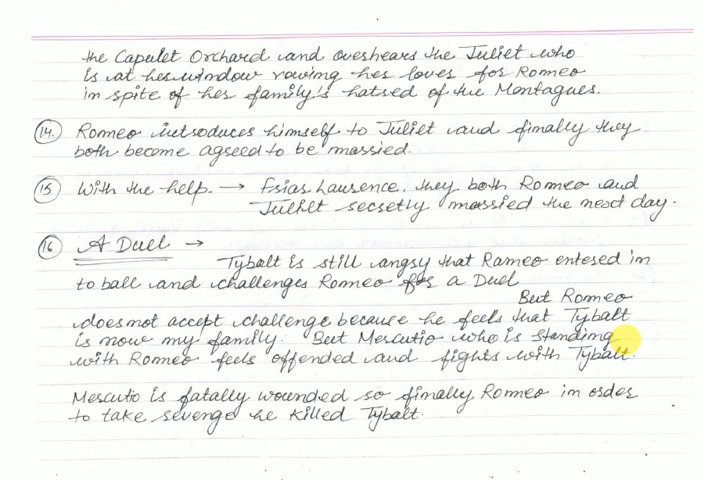 the Capulet Orchard and overhears the Juliet who
is at her window vowing her loves for Romeo
in spite of her family's hatred of the Montagues.
14. Romeo introduces himself to Juliet and finally they
both become agreed to be married.
15 With the help → Friar Laurence, they both Romeo and
Juliet secretly married the next day.
16 A Duel →
Tybalt is still angry that Romeo entered in
to ball and challenges Romeo for a Duel
But Romeo
does not accept challenge because he feels that Tybalt
is now my family. But Mercutio who is standing
with Romeo feels offended and fights with Tybalt.
Mercutio is fatally wounded so finally Romeo in order
to take revenge he killed Tybalt.